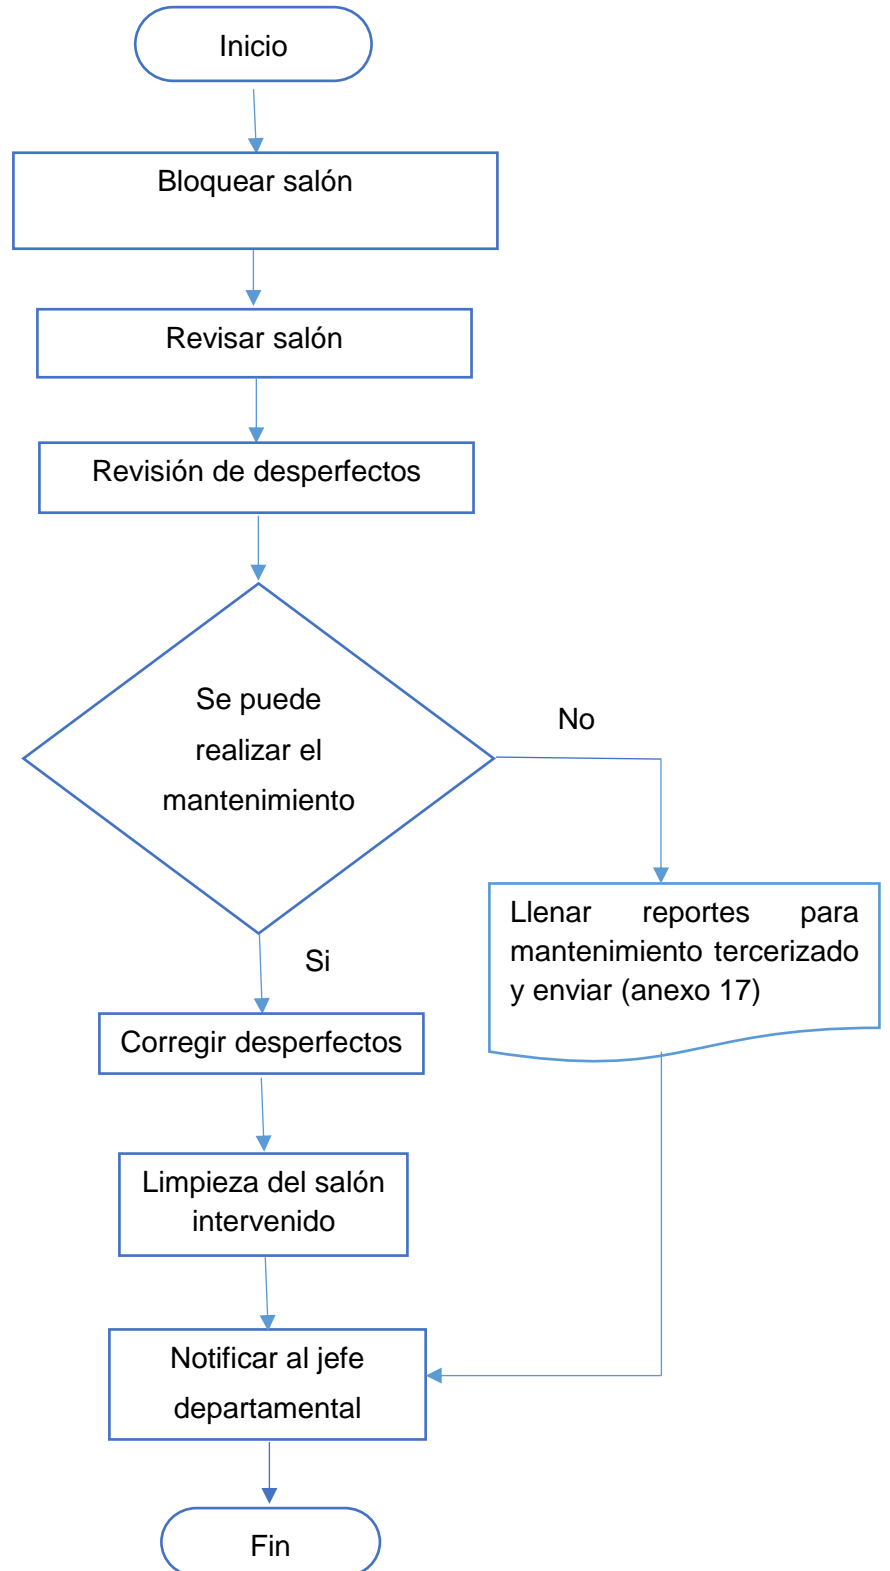 Inicio
Bloquear salón
Revisar salón
Revisión de desperfectos
Se puede
realizar el
mantenimiento
No
Llenar reportes para
mantenimiento tercerizado
y enviar (anexo 17)
Si
Corregir desperfectos
Limpieza del salón
intervenido
Notificar al jefe
departamental
Fin